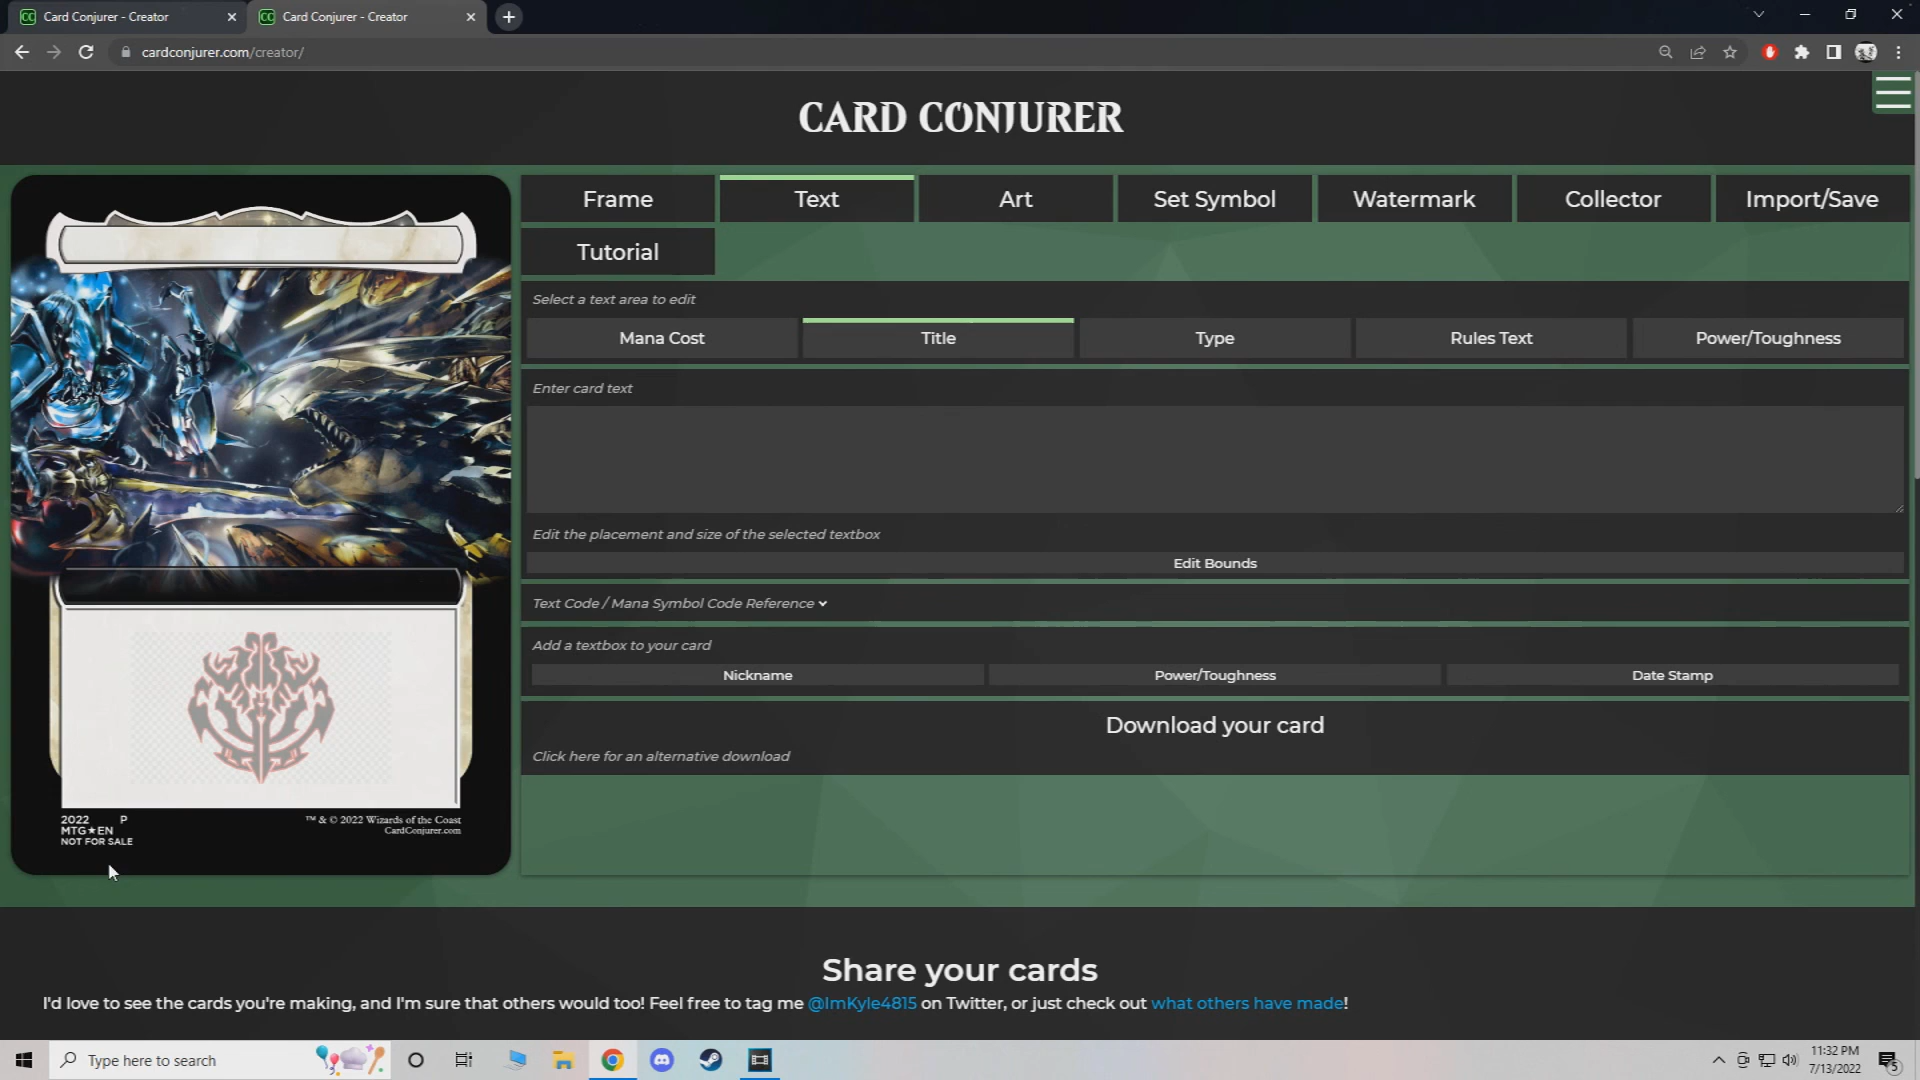 Card Conjurer - Creator
Card Conjurer - Creator
cardconjurer.com/creator/
CARD CONJURER
Frame
Text
Art
Set Symbol
Watermark
Collector
Import/Save
Tutorial
Select a text area to edit
Mana Cost
Title
Type
Rules Text
Power/Toughness
Enter card text
Edit the placement and size of the selected textbox
Edit Bounds
Text Code / Mana Symbol Code Reference
Add a textbox to your card
Nickname
Power/Toughness
Date Stamp
Download your card
Click here for an alternative download
2022 P
MTG★EN
NOT FOR SALE
™ & © 2022 Wizards of the Coast
CardConjurer.com
Share your cards
I'd love to see the cards you're making, and I'm sure that others would too! Feel free to tag me @ImKyle4815 on Twitter, or just check out what others have made!
Type here to search
11:32 PM
7/13/2022
5